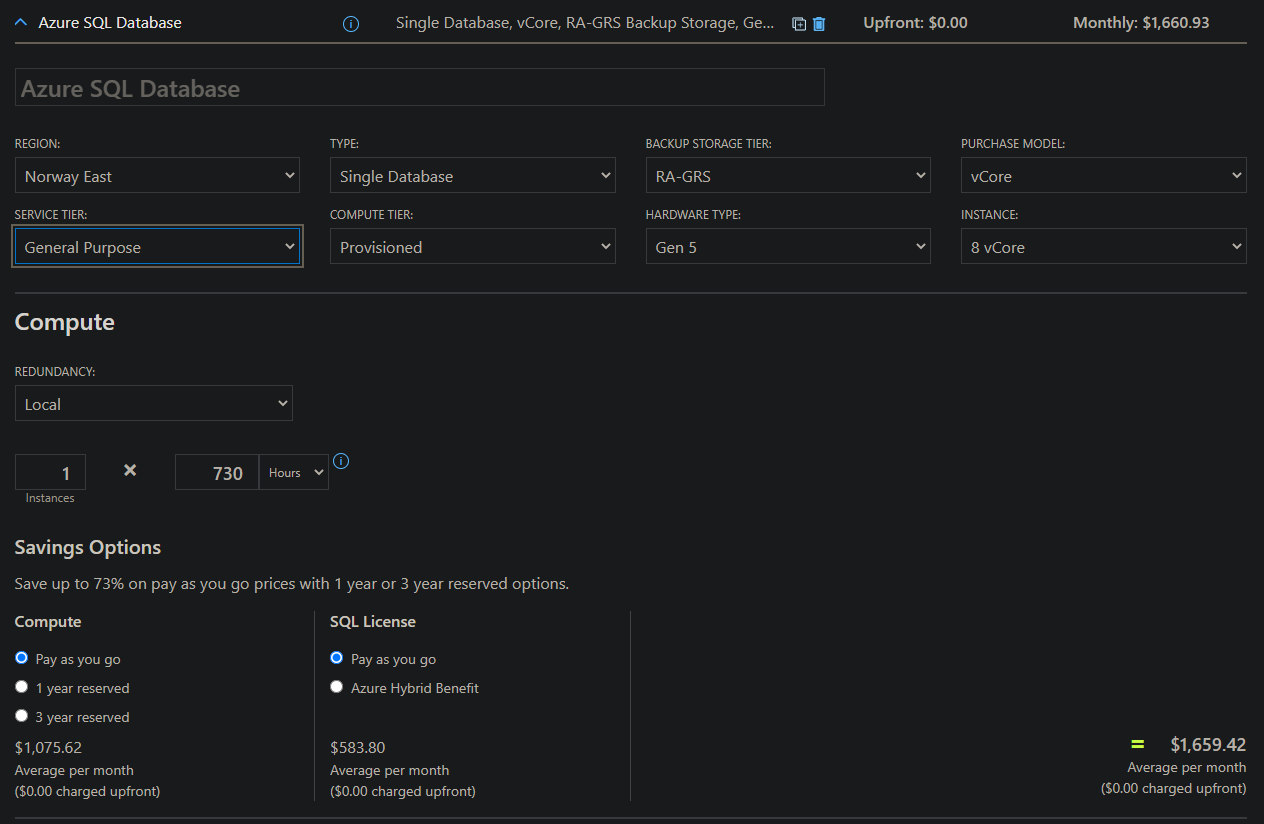 Azure SQL Database
Single Database, vCore, RA-GRS Backup Storage, Ge...
Upfront: $0.00
Monthly: $1,660.93
Azure SQL Database
REGION:
TYPE:
BACKUP STORAGE TIER:
PURCHASE MODEL:
Norway East
Single Database
RA-GRS
vCore
SERVICE TIER:
COMPUTE TIER:
HARDWARE TYPE:
INSTANCE:
General Purpose
Provisioned
Gen 5
8 vCore
Compute
REDUNDANCY:
Local
1
×
730
Hours
Instances
Savings Options
Save up to 73% on pay as you go prices with 1 year or 3 year reserved options.
Compute
Pay as you go
1 year reserved
3 year reserved
$1,075.62
Average per month
($0.00 charged upfront)
SQL License
Pay as you go
Azure Hybrid Benefit
$583.80
Average per month
($0.00 charged upfront)
= $1,659.42
Average per month
($0.00 charged upfront)